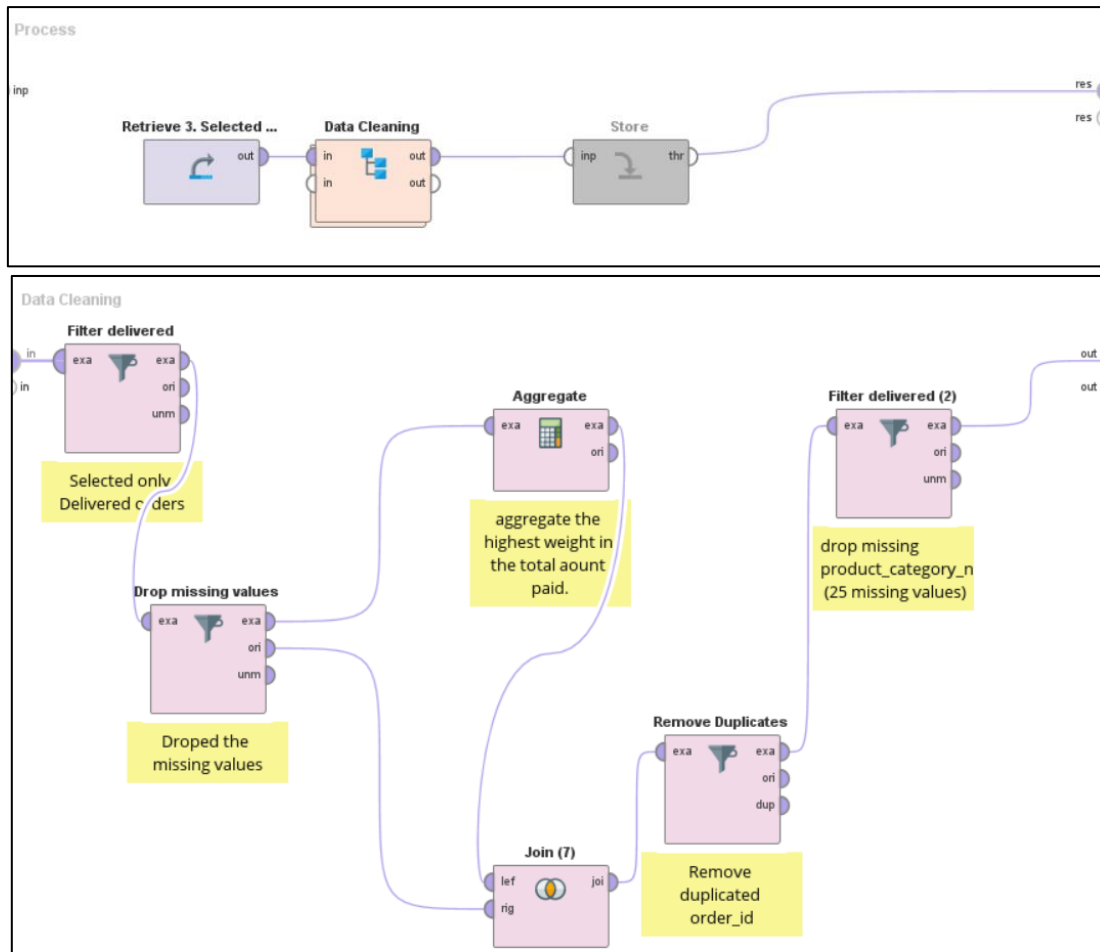 Process
inp
res
res
Retrieve 3. Selected ...
out
Data Cleaning
in
out
in
out
Store
inp
thr
Data Cleaning
Filter delivered
in
in
exa
exa
ori
unm
Selected only
Delivered orders
Drop missing values
exa
exa
ori
unm
Droped the
missing values
Aggregate
exa
exa
ori
aggregate the
highest weight in
the total aount
paid.
Join (7)
lef
joi
rig
Remove Duplicates
exa
exa
ori
dup
Remove
duplicated
order_id
Filter delivered (2)
exa
exa
ori
unm
drop missing
product_category_n
(25 missing values)
out
out